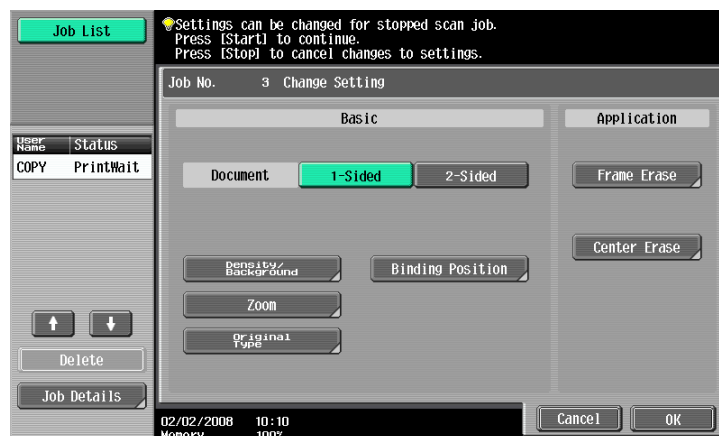 Job List
Settings can be changed for stopped scan job.
Press [Start] to continue.
Press [Stop] to cancel changes to settings.
Job No. 3 Change Setting
Basic
Application
User Name Status
COPY PrintWait
Document 1-Sided 2-Sided
Frame Erase
Center Erase
Density/
Background
Binding Position
Zoom
Original
Type
Delete
Job Details
02/02/2008 10:10
Memory 100%
Cancel OK